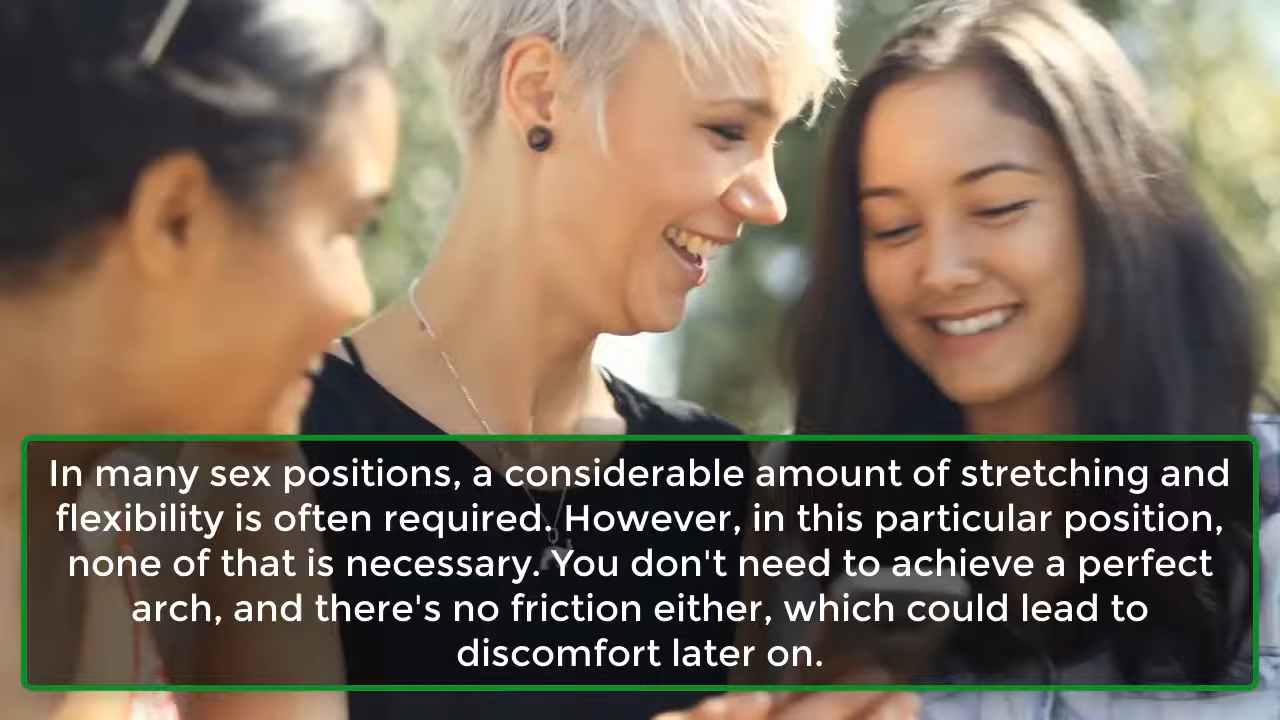 In many sex positions, a considerable amount of stretching and
flexibility is often required. However, in this particular position,
none of that is necessary. You don't need to achieve a perfect
arch, and there's no friction either, which could lead to
discomfort later on.